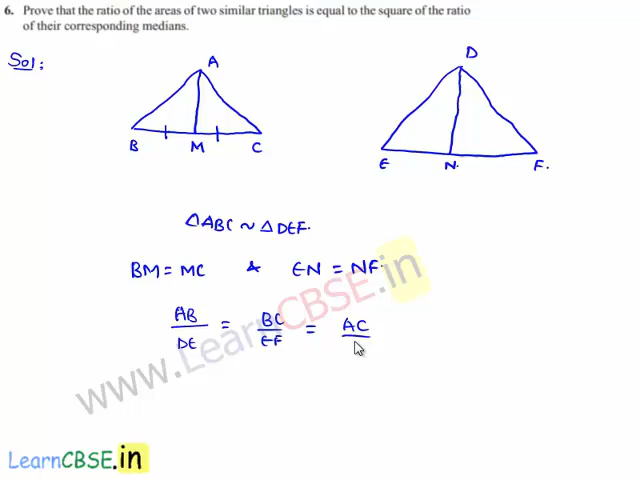 6. Prove that the ratio of the areas of two similar triangles is equal to the square of the ratio
of their corresponding medians.
Sol:
A
B M C
D
E N. F.
△ABC ~ △DEF.
BM = MC & EN = NF.
AB/DE = BC/EF = AC/
www.LearnCBSE.in
LearnCBSE.in